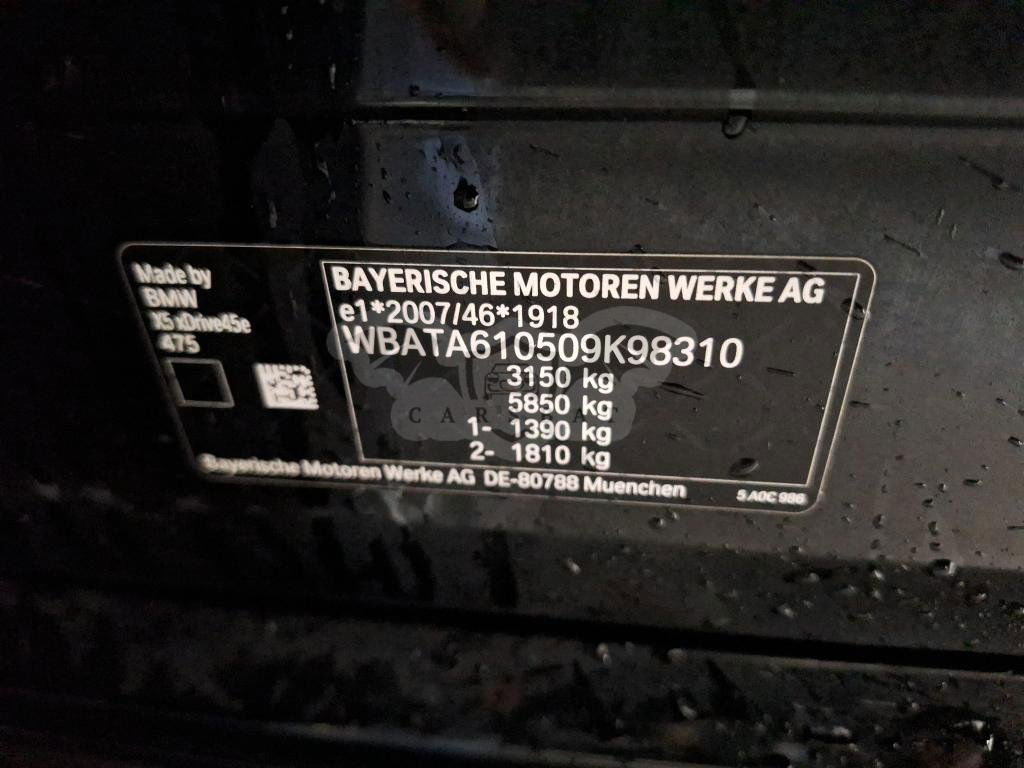 Made by
BMW
X5 xDrive45e
475
BAYERISCHE MOTOREN WERKE AG
e1*2007/46*1918
WBATA610509K98310
3150 kg
5850 kg
1- 1390 kg
2- 1810 kg
Bayerische Motoren Werke AG DE-80788 Muenchen
5 A0C 986